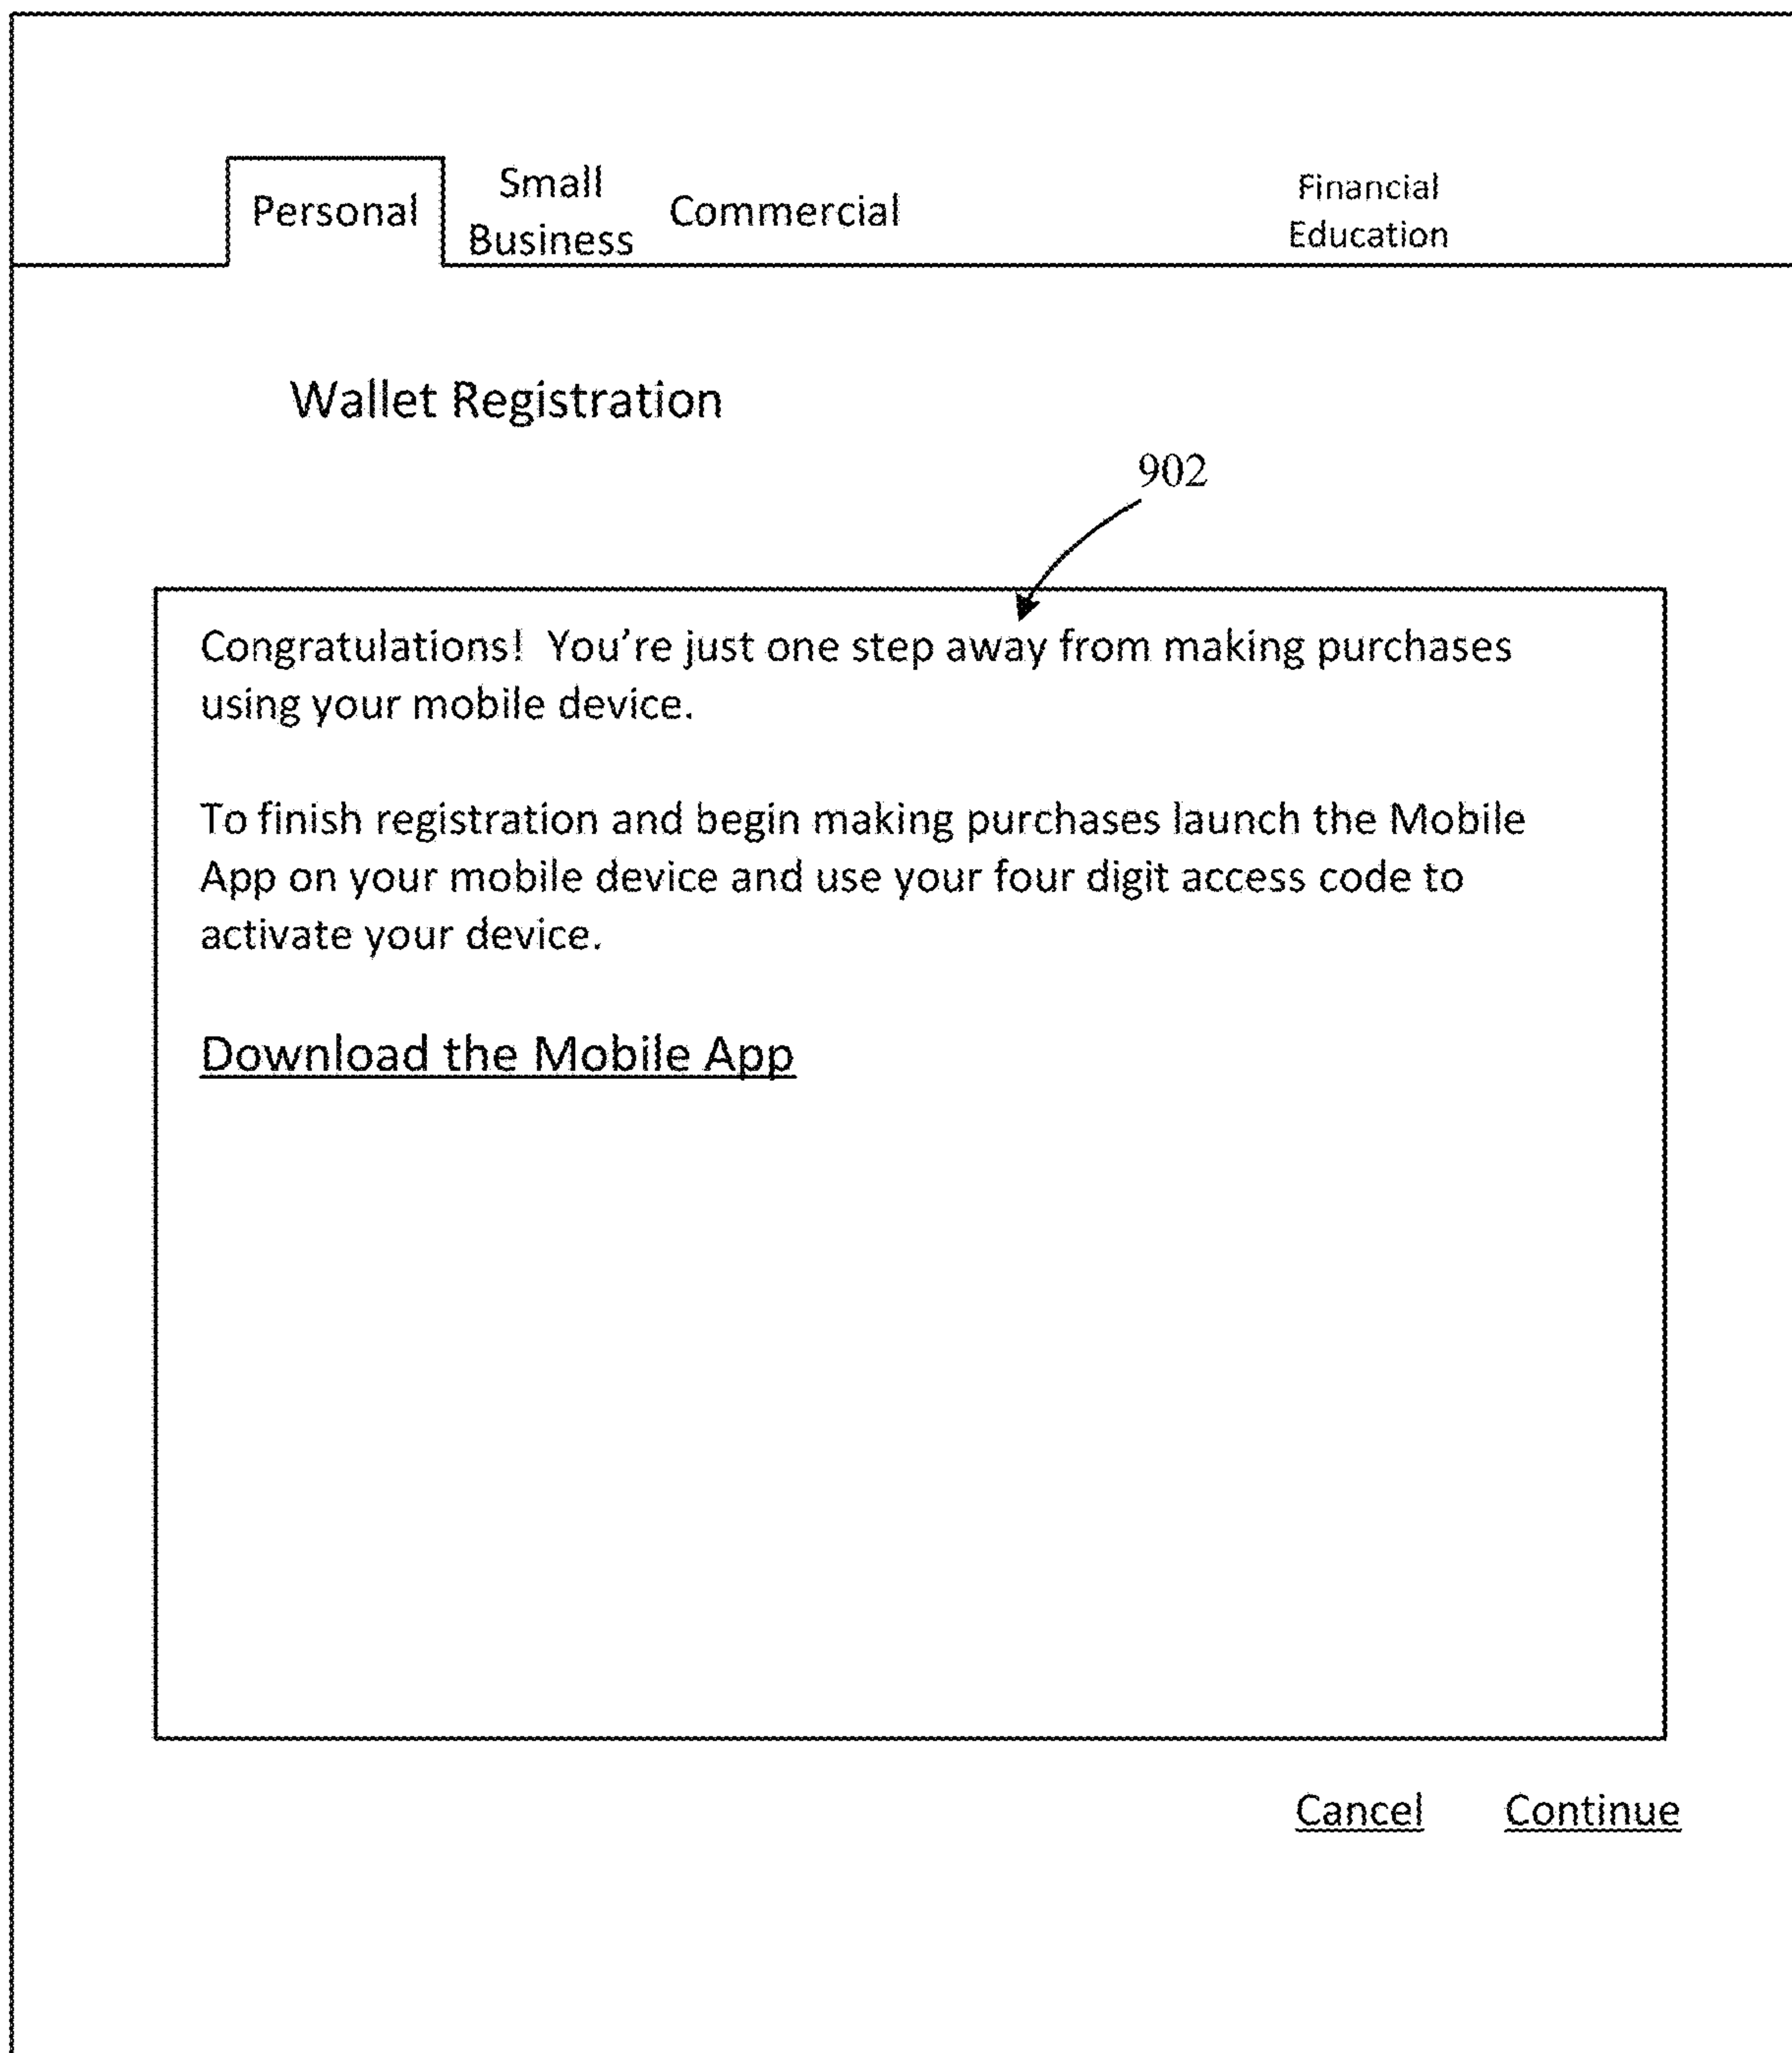 Personal
Small
Business
Commercial
Financial
Education
Wallet Registration
902
Congratulations!  You're just one step away from making purchases
using your mobile device.
To finish registration and begin making purchases launch the Mobile
App on your mobile device and use your four digit access code to
activate your device.
Download the Mobile App
Cancel Continue